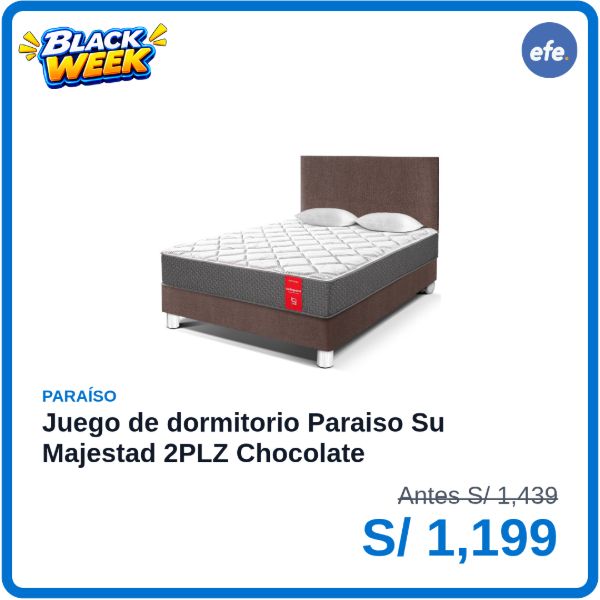 BLACK
WEEK
efe.
PARAÍSO
Juego de dormitorio Paraiso Su
Majestad 2PLZ Chocolate
Antes S/ 1,439
S/ 1,199